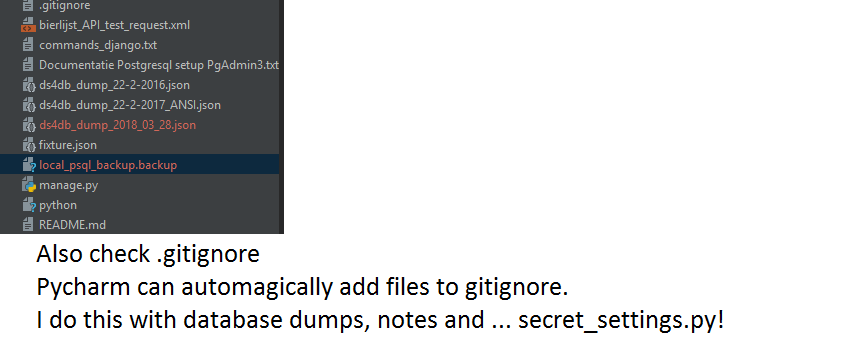 .gitignore
bierlijst_API_test_request.xml
commands_django.txt
Documentatie Postgresql setup PgAdmin3.txt
ds4db_dump_22-2-2016.json
ds4db_dump_22-2-2017_ANSI.json
ds4db_dump_2018_03_28.json
fixture.json
local_psql_backup.backup
manage.py
python
README.md
Also check .gitignore
Pycharm can automagically add files to gitignore.
I do this with database dumps, notes and ... secret_settings.py!